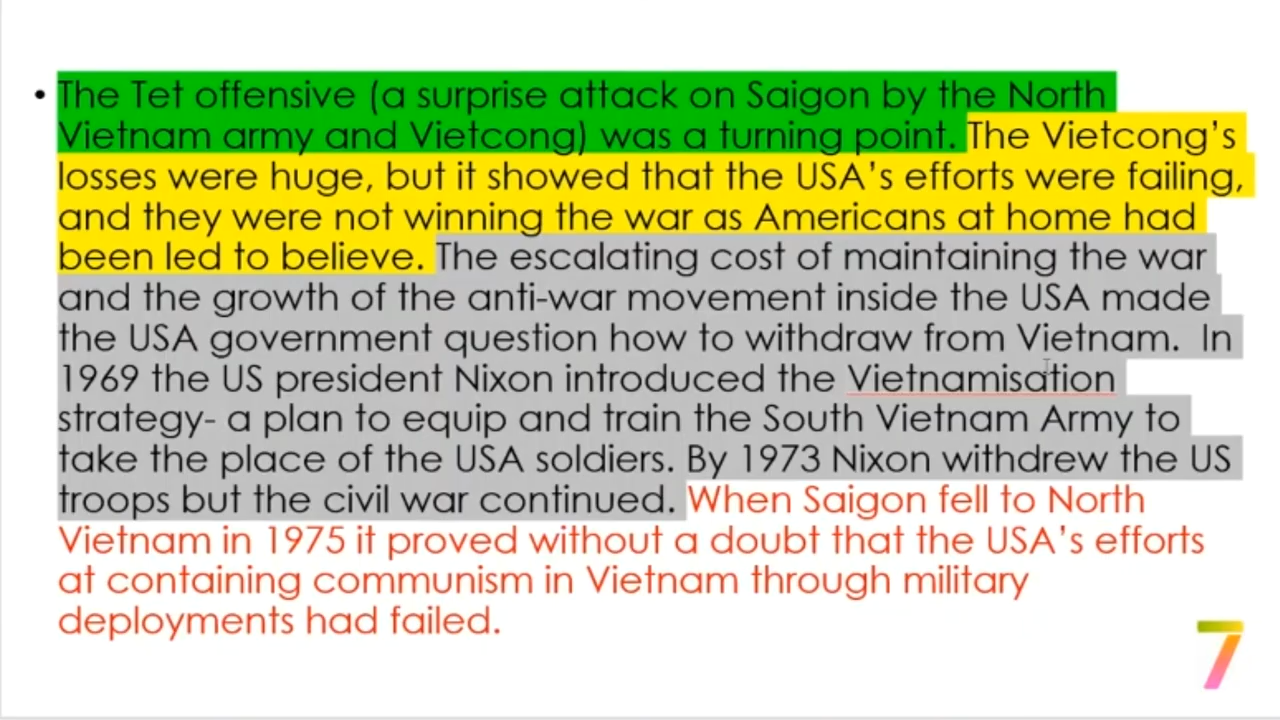 • The Tet offensive (a surprise attack on Saigon by the North
Vietnam army and Vietcong) was a turning point. The Vietcong's
losses were huge, but it showed that the USA's efforts were failing,
and they were not winning the war as Americans at home had
been led to believe. The escalating cost of maintaining the war
and the growth of the anti-war movement inside the USA made
the USA government question how to withdraw from Vietnam.  In
1969 the US president Nixon introduced the Vietnamisation
strategy- a plan to equip and train the South Vietnam Army to
take the place of the USA soldiers. By 1973 Nixon withdrew the US
troops but the civil war continued. When Saigon fell to North
Vietnam in 1975 it proved without a doubt that the USA's efforts
at containing communism in Vietnam through military
deployments had failed.
7